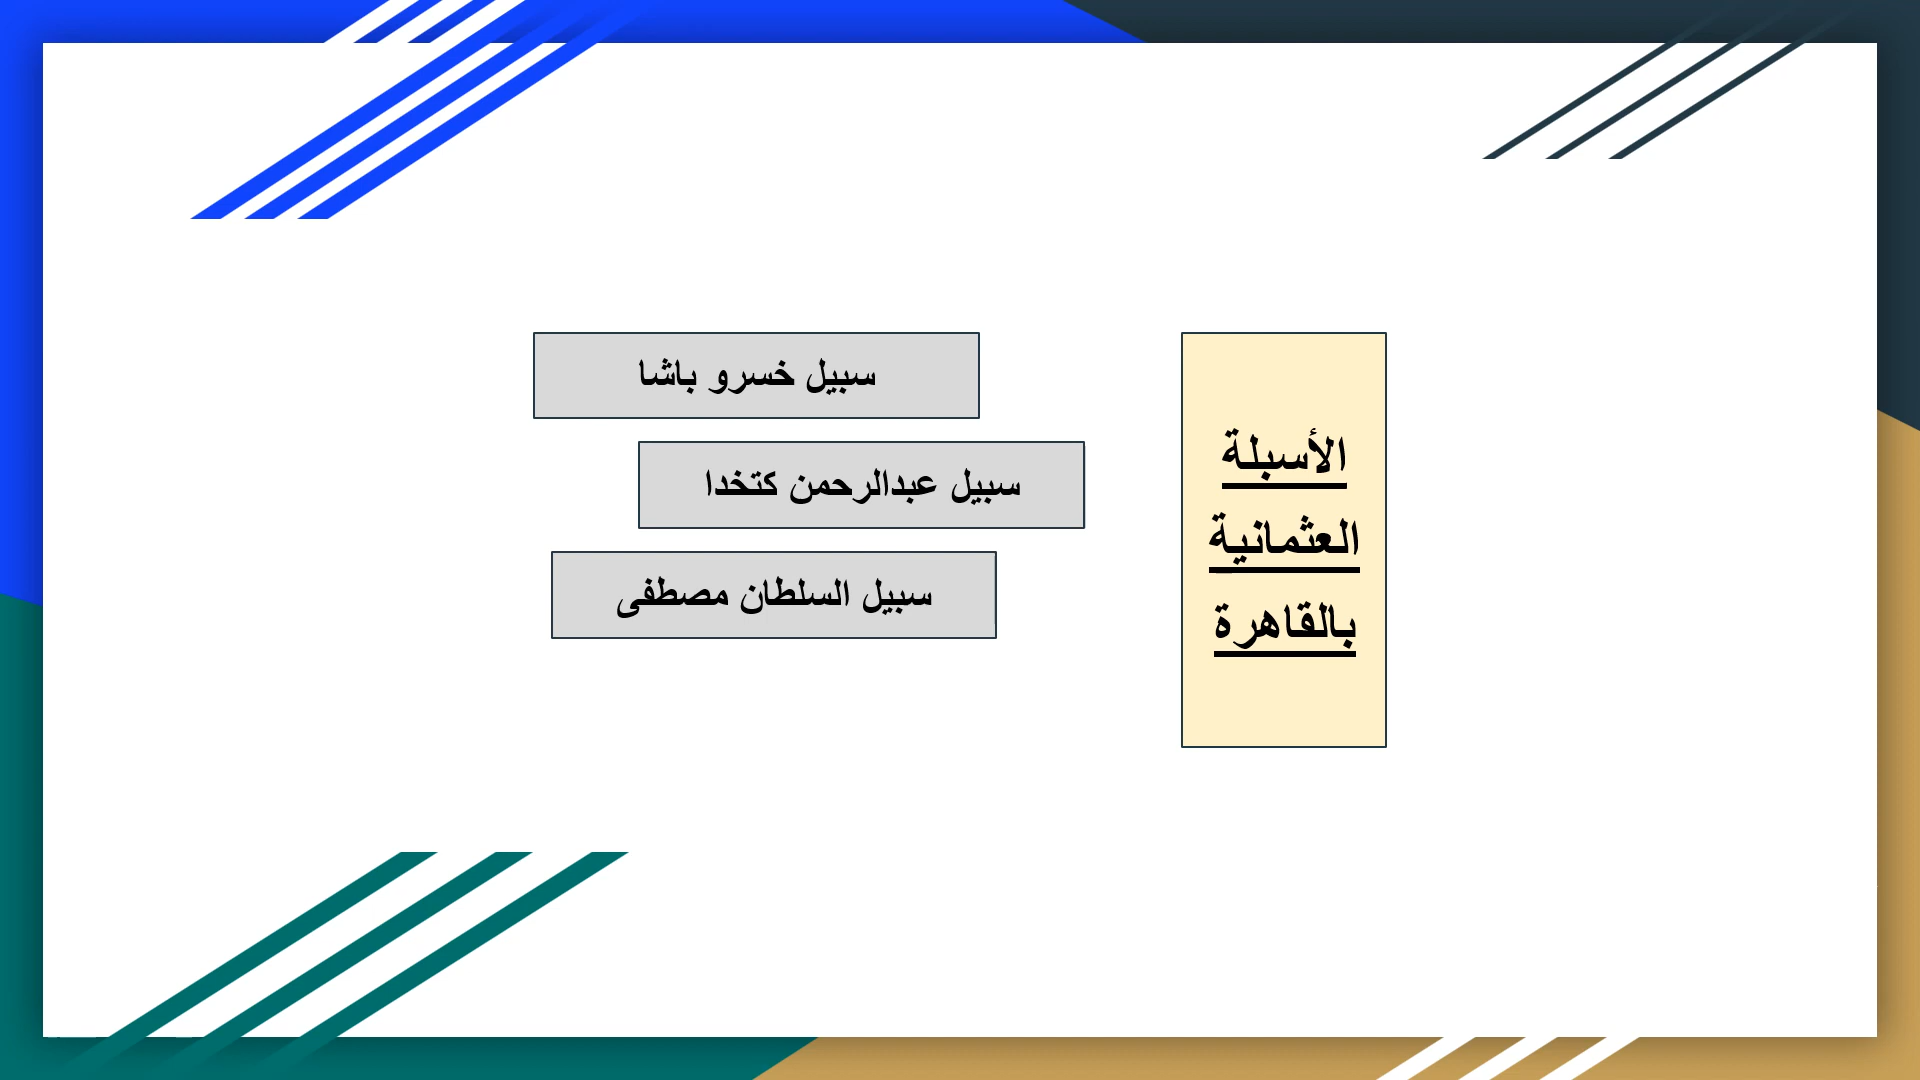 الأسبلة
العثمانية
بالقاهرة
سبيل خسرو باشا
سبيل عبدالرحمن كتخدا
سبيل السلطان مصطفى